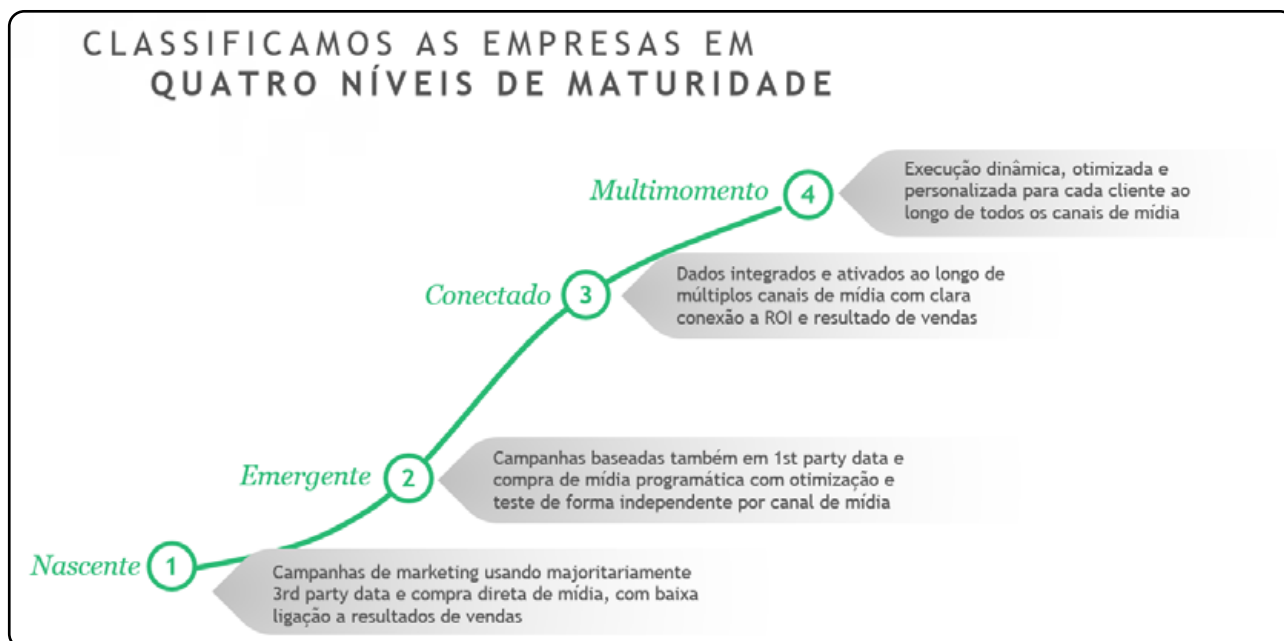 CLASSIFICAMOS AS EMPRESAS EM
QUATRO NÍVEIS DE MATURIDADE
Multimomento 4
Execução dinâmica, otimizada e
personalizada para cada cliente ao
longo de todos os canais de mídia
Conectado 3
Dados integrados e ativados ao longo de
múltiplos canais de mídia com clara
conexão a ROI e resultado de vendas
Emergente 2
Campanhas baseadas também em 1st party data e
compra de mídia programática com otimização e
teste de forma independente por canal de mídia
Nascente 1
Campanhas de marketing usando majoritariamente
3rd party data e compra direta de mídia, com baixa
ligação a resultados de vendas